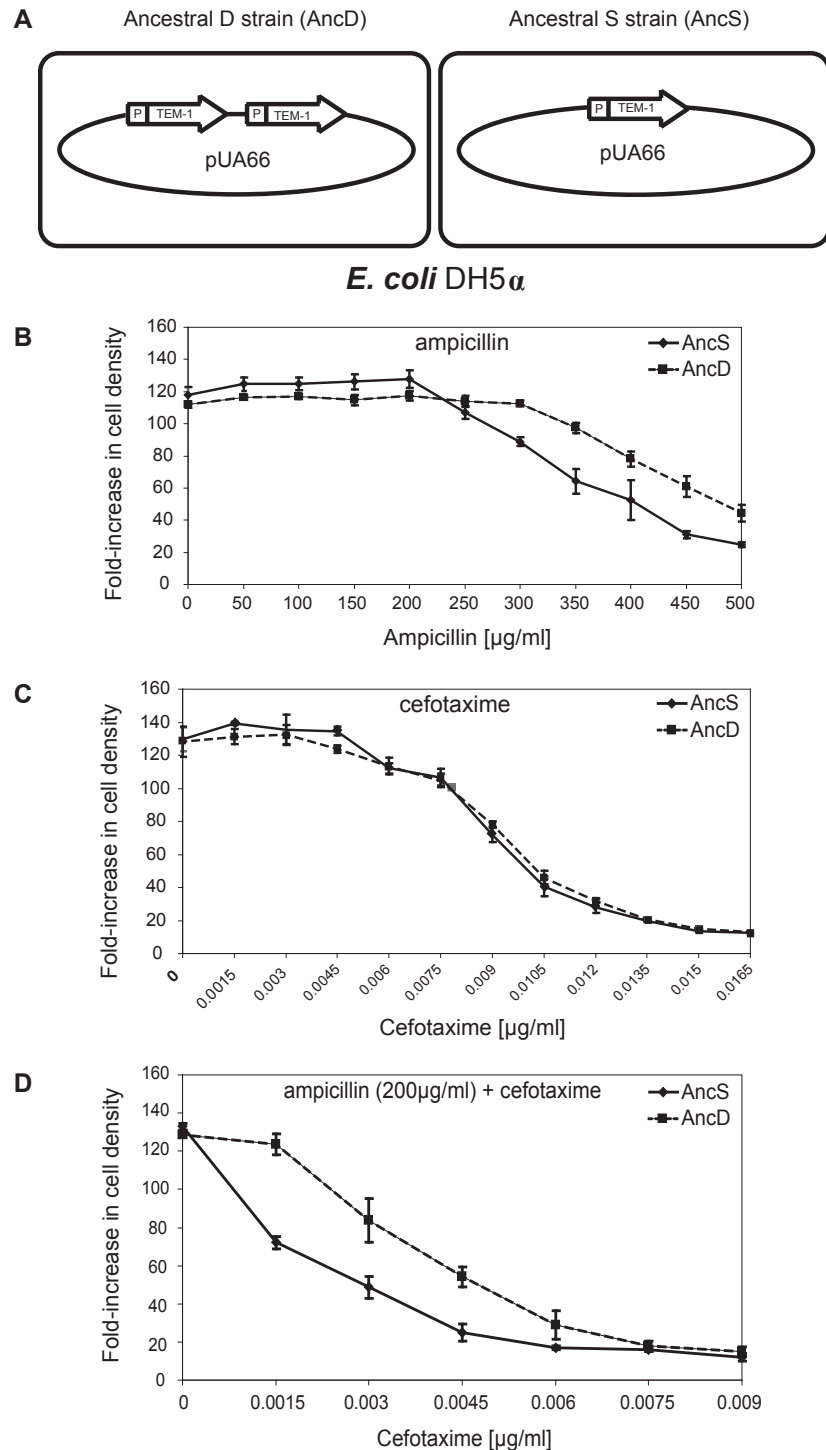 A
Ancestral D strain (AncD)
Ancestral S strain (AncS)
P TEM-1 P TEM-1
pUA66
P TEM-1
pUA66
E. coli DH5α
B
ampicillin
AncS
AncD
Fold-increase in cell density
160
140
120
100
80
60
40
20
0
0 50 100 150 200 250 300 350 400 450 500
Ampicillin [µg/ml]
C
cefotaxime
AncS
AncD
Fold-increase in cell density
160
140
120
100
80
60
40
20
0
0 0.0015 0.003 0.0045 0.006 0.0075 0.009 0.0105 0.012 0.0135 0.015 0.0165
Cefotaxime [µg/ml]
D
ampicillin (200µg/ml) + cefotaxime
AncS
AncD
Fold-increase in cell density
160
140
120
100
80
60
40
20
0
0 0.0015 0.003 0.0045 0.006 0.0075 0.009
Cefotaxime [µg/ml]